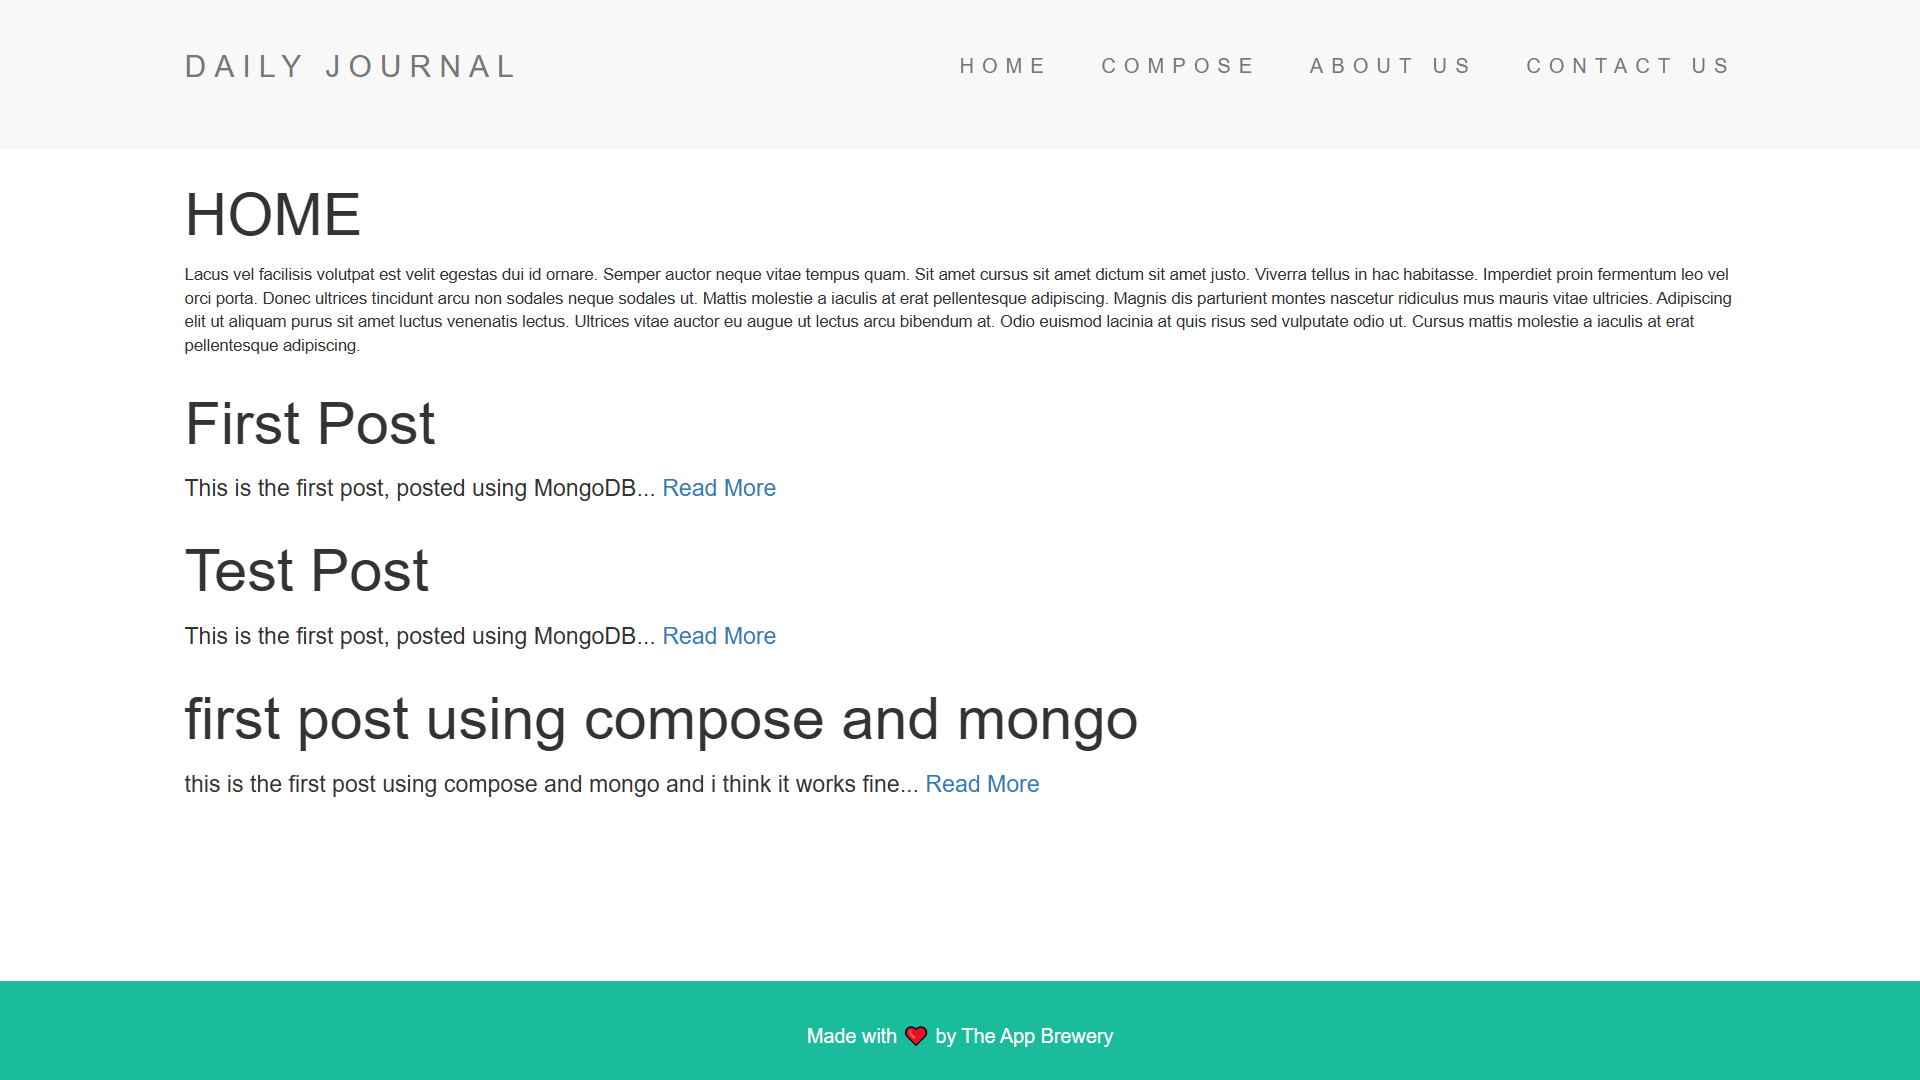 DAILY JOURNAL
HOME COMPOSE ABOUT US CONTACT US
HOME
Lacus vel facilisis volutpat est velit egestas dui id ornare. Semper auctor neque vitae tempus quam. Sit amet cursus sit amet dictum sit amet justo. Viverra tellus in hac habitasse. Imperdiet proin fermentum leo vel
orci porta. Donec ultrices tincidunt arcu non sodales neque sodales ut. Mattis molestie a iaculis at erat pellentesque adipiscing. Magnis dis parturient montes nascetur ridiculus mus mauris vitae ultricies. Adipiscing
elit ut aliquam purus sit amet luctus venenatis lectus. Ultrices vitae auctor eu augue ut lectus arcu bibendum at. Odio euismod lacinia at quis risus sed vulputate odio ut. Cursus mattis molestie a iaculis at erat
pellentesque adipiscing.
First Post
This is the first post, posted using MongoDB... Read More
Test Post
This is the first post, posted using MongoDB... Read More
first post using compose and mongo
this is the first post using compose and mongo and i think it works fine... Read More
Made with ❤ by The App Brewery